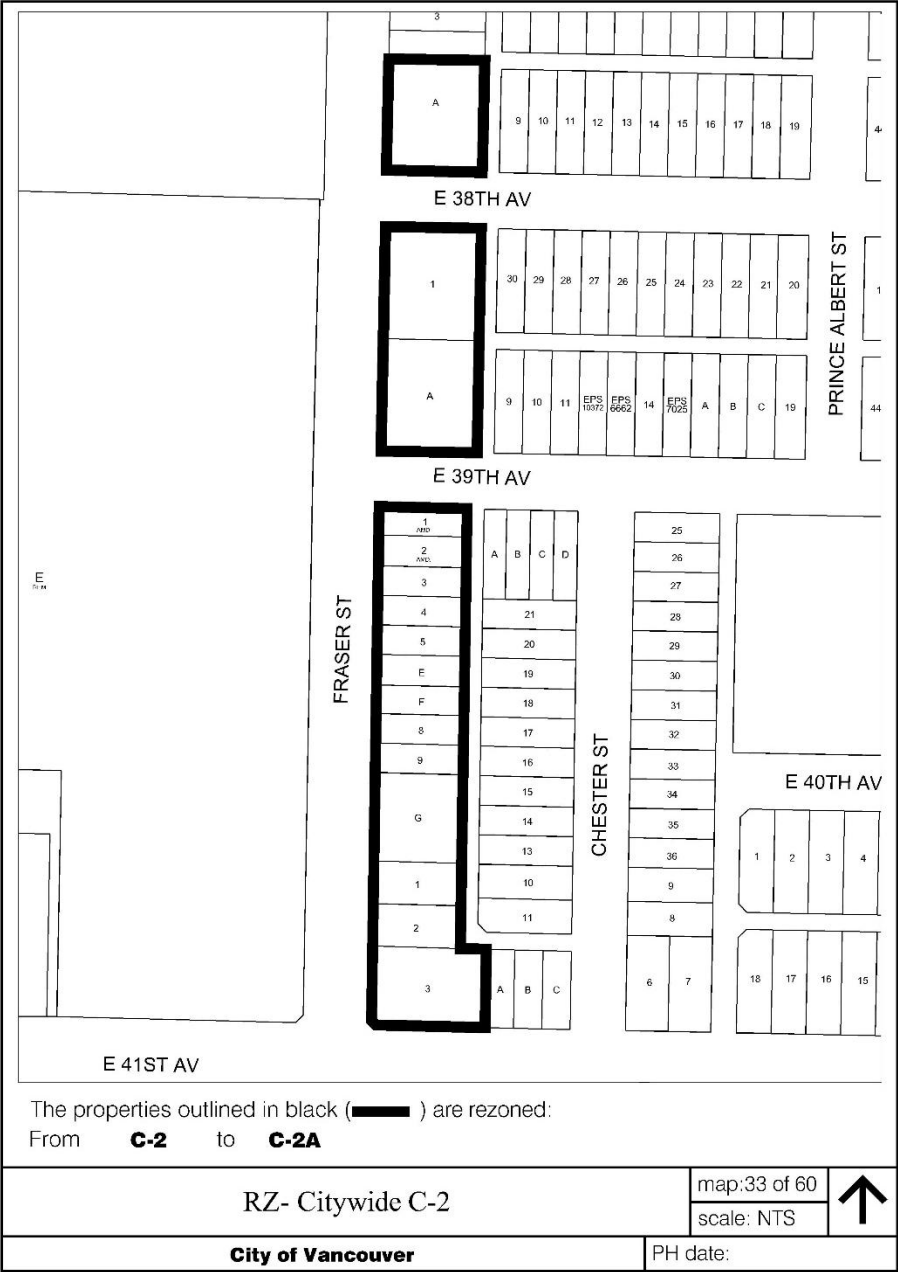 3
A
9 10 11 12 13 14 15 16 17 18 19
E 38TH AV
1
30 29 28 27 26 25 24 23 22 21 20
1
PRINCE ALBERT ST
A
9 10 11 EPS 10372 EPS 6662 14 EPS 7025 A B C 19
44
E 39TH AV
1
AMD
2
AMD.
3
4
5
E
F
8
9
G
1
2
3
A B C D
21
20
19
18
17
16
15
14
13
10
11
A B C
25
26
27
28
29
30
31
32
33
34
35
36
9
8
6 7
E
FRASER ST
CHESTER ST
E 40TH AV
1 2 3 4
18 17 16 15
E 41ST AV
The properties outlined in black ( ) are rezoned:
From C-2 to C-2A
RZ- Citywide C-2
map:33 of 60
scale: NTS
City of Vancouver
PH date: